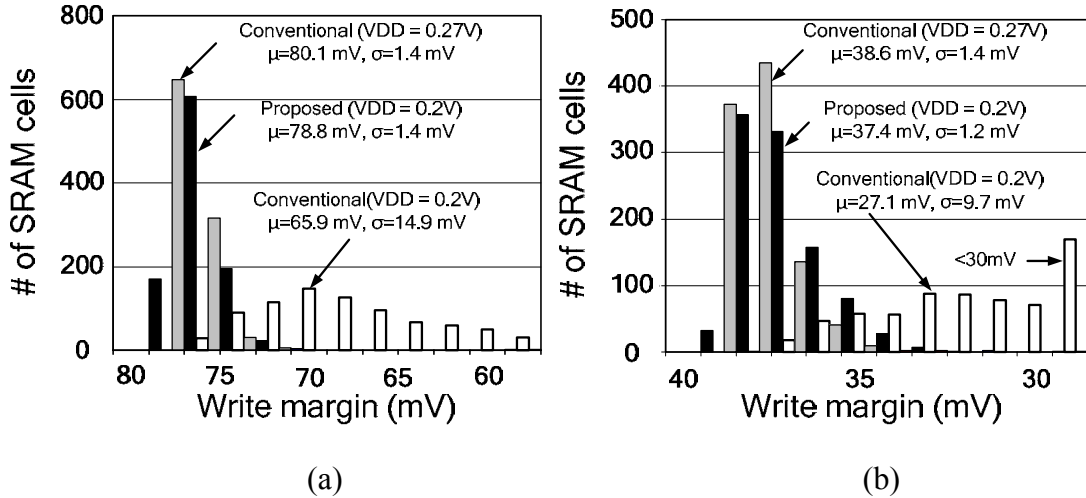 800
600
400
200
0
# of SRAM cells
Conventional (VDD = 0.27V)
μ=80.1 mV, σ=1.4 mV
Proposed (VDD = 0.2V)
μ=78.8 mV, σ=1.4 mV
Conventional(VDD = 0.2V)
μ=65.9 mV, σ=14.9 mV
80 75 70 65 60
Write margin (mV)
(a)
500
400
300
200
100
0
# of SRAM cells
Conventional (VDD = 0.27V)
μ=38.6 mV, σ=1.4 mV
Proposed (VDD = 0.2V)
μ=37.4 mV, σ=1.2 mV
Conventional(VDD = 0.2V)
μ=27.1 mV, σ=9.7 mV
<30mV
40 35 30
Write margin (mV)
(b)